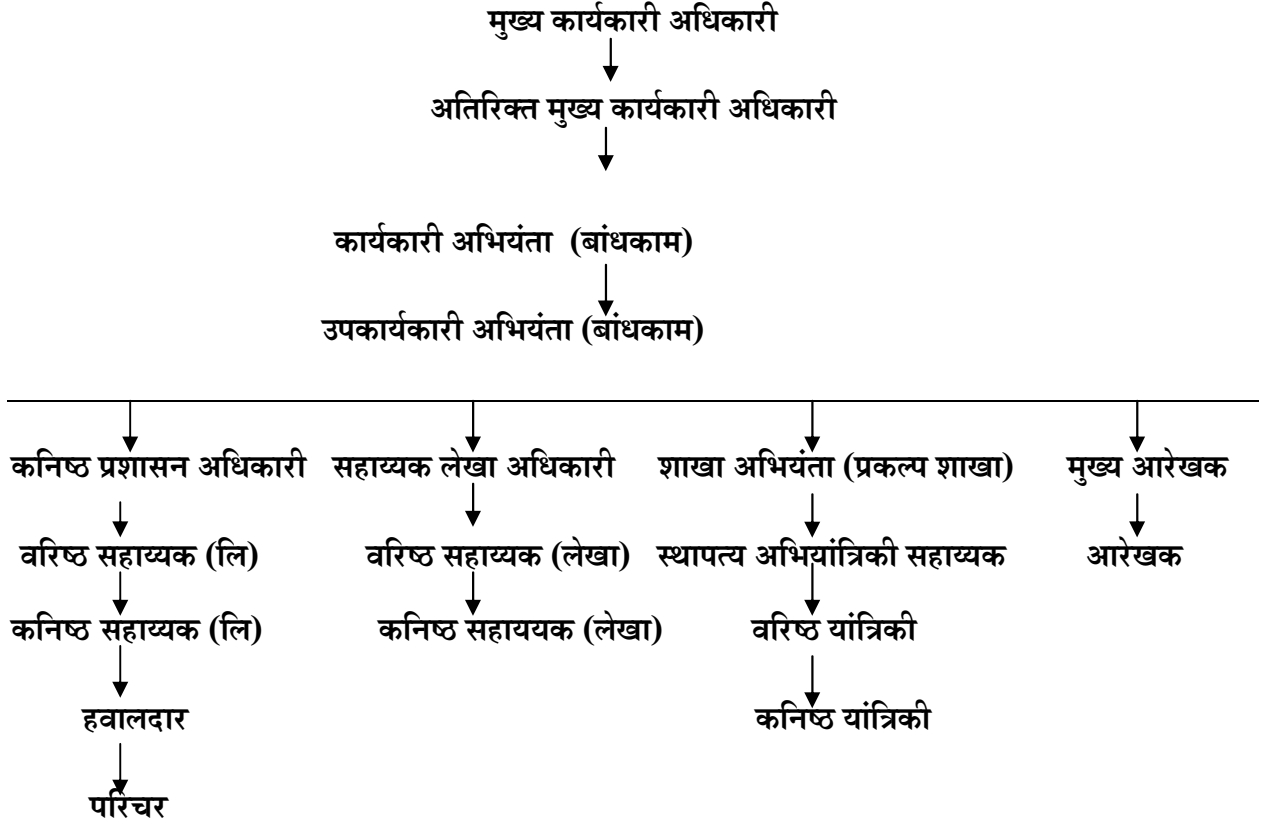 मुख्य कार्यकारी अधिकारी
अतिरिक्त मुख्य कार्यकारी अधिकारी
कार्यकारी अभियंता (बांधकाम)
उपकार्यकारी अभियंता (बांधकाम)
कनिष्ठ प्रशासन अधिकारी सहाय्यक लेखा अधिकारी शाखा अभियंता (प्रकल्प शाखा) मुख्य आरेखक
वरिष्ठ सहाय्यक (लि) वरिष्ठ सहाय्यक (लेखा) स्थापत्य अभियांत्रिकी सहाय्यक आरेखक
कनिष्ठ सहाय्यक (लि) कनिष्ठ सहाययक (लेखा) वरिष्ठ यांत्रिकी
हवालदार कनिष्ठ यांत्रिकी
परिचर